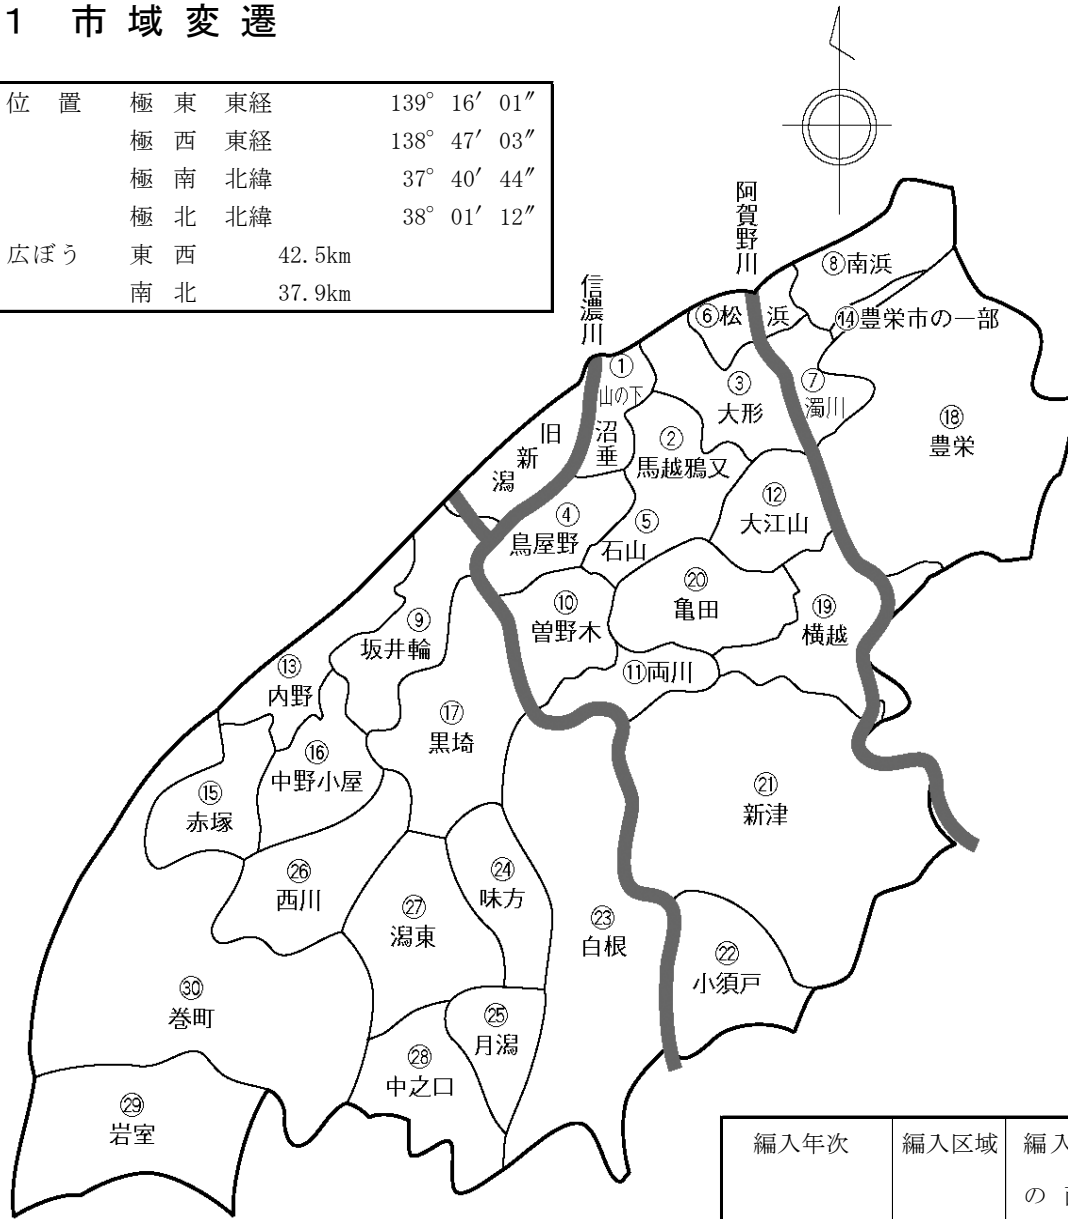 1 市域変遷
位置 極東 東経 139° 16′ 01″
極西 東経 138° 47′ 03″
極南 北緯 37° 40′ 44″
極北 北緯 38° 01′ 12″
広ぼう 東西 42.5km
南北 37.9km
阿賀野川
信濃川
⑧南浜
⑥松浜
⑭豊栄市の一部
①
山の下
③
大形
⑦
濁川
⑱
豊栄
旧新潟
沼垂
②
馬越鴉又
⑫
大江山
④
鳥屋野
⑤
石山
⑳
亀田
⑲
横越
⑩
曽野木
⑨
坂井輪
⑪両川
⑬
内野
⑰
黒埼
⑯
中野小屋
⑮
赤塚
㉑
新津
㉖
西川
㉔
味方
㉗
潟東
㉓
白根
㉒
小須戸
㉚
巻町
㉕
月潟
㉘
中之口
㉙
岩室
編入年次 編入区域 編入
の